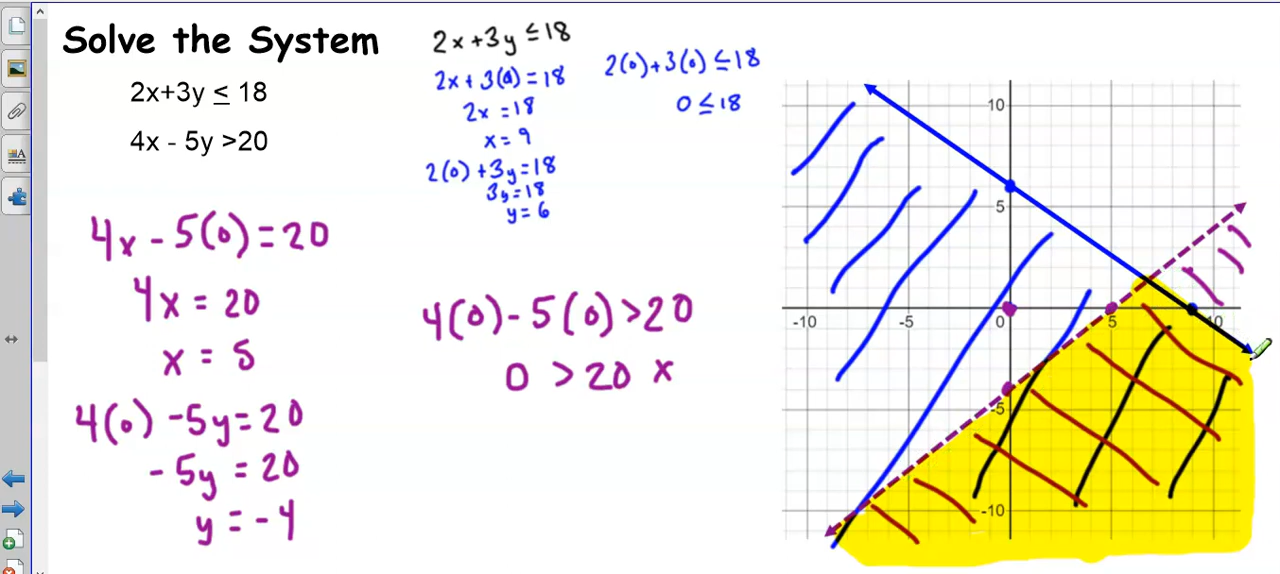 Solve the System
2x+3y ≤ 18
4x - 5y >20
2x+3y ≤ 18
2x + 3(0) = 18
2x = 18
x = 9
2(0) + 3y = 18
3y = 18
y = 6
2(0) + 3(0) ≤ 18
0 ≤ 18
4x - 5(0) = 20
4x = 20
x = 5
4(0) - 5y = 20
-5y = 20
y = -4
4(0) - 5(0) > 20
0 > 20 x
10
5
-10 -5 0 5 10
-5
-10